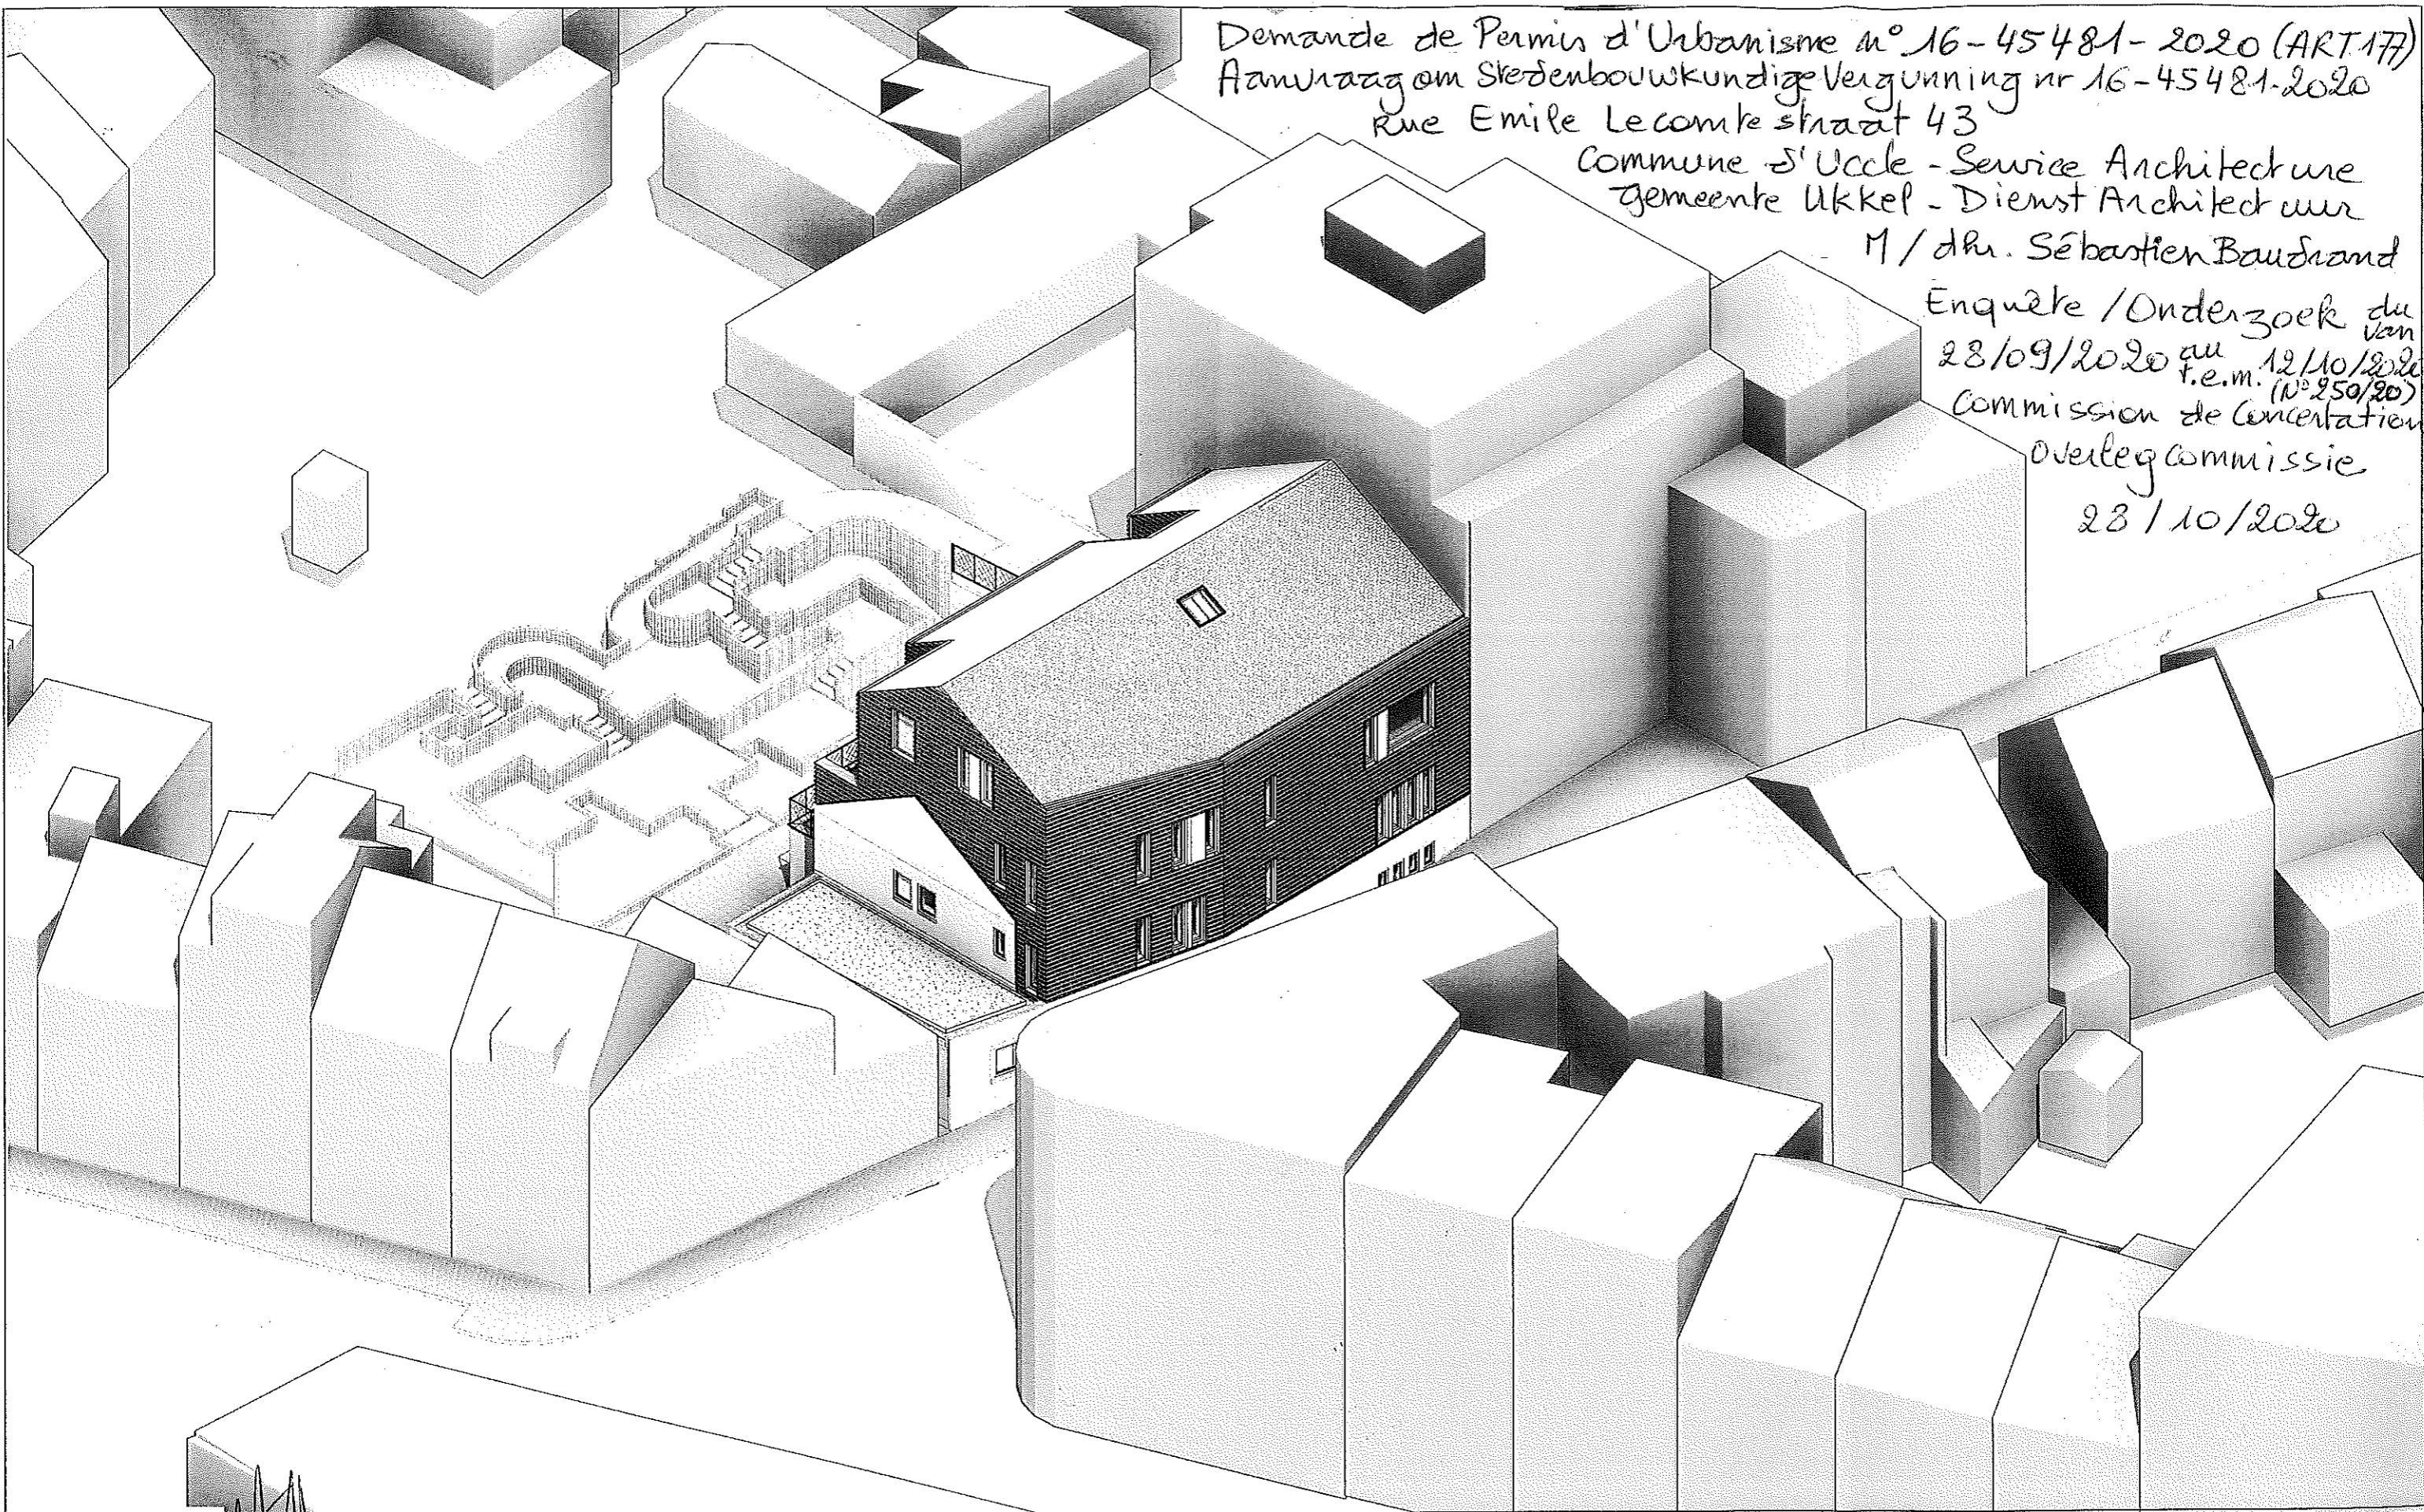 Demande de Permis d'Urbanisme n° 16-45481-2020 (ART.177)
Aanvraag om Stedenbouwkundige Vergunning nr 16-45481-2020
Rue Emile Lecomte straat 43
Commune d'Uccle - Service Architecture
Gemeente Ukkel - Dienst Architectuur
M / dhr. Sébastien Baudrand
Enquête / Onderzoek du van
28/09/2020 au t.e.m. 12/10/2020
(N° 250/20)
Commission de Concertation
Overlegcommissie
28/10/2020